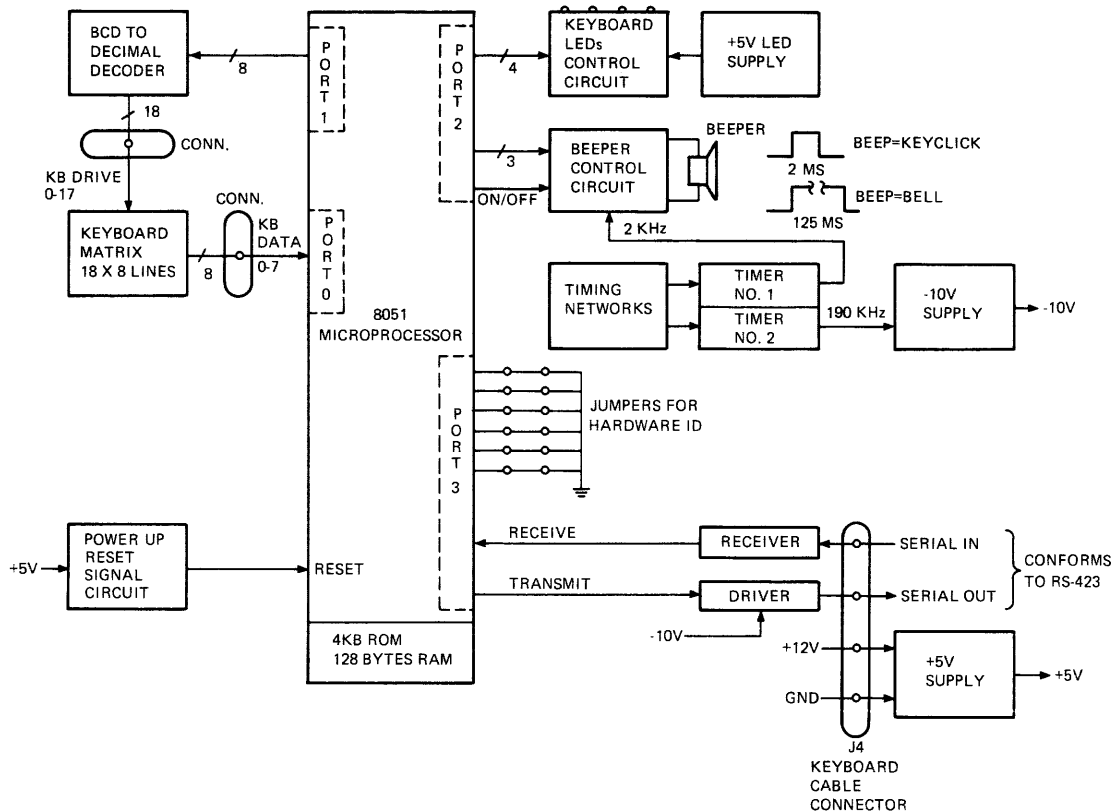 BCD TO
DECIMAL
DECODER
8
18
CONN.
KB DRIVE
0-17
KEYBOARD
MATRIX
18 X 8 LINES
8
CONN.
KB
DATA
0-7
PORT 1
PORT 0
8051
MICROPROCESSOR
PORT 2
4
KEYBOARD
LEDs
CONTROL
CIRCUIT
+5V LED
SUPPLY
3
ON/OFF
BEEPER
CONTROL
CIRCUIT
BEEPER
2 MS
BEEP=KEYCLICK
125 MS
BEEP=BELL
2 KHz
TIMING
NETWORKS
TIMER
NO. 1
TIMER
NO. 2
190 KHz
-10V
SUPPLY
-10V
PORT 3
JUMPERS FOR
HARDWARE ID
+5V
POWER UP
RESET
SIGNAL
CIRCUIT
RESET
RECEIVE
RECEIVER
SERIAL IN
TRANSMIT
DRIVER
SERIAL OUT
CONFORMS
TO RS-423
-10V
4KB ROM
128 BYTES RAM
+12V
GND
+5V
SUPPLY
+5V
J4
KEYBOARD
CABLE
CONNECTOR